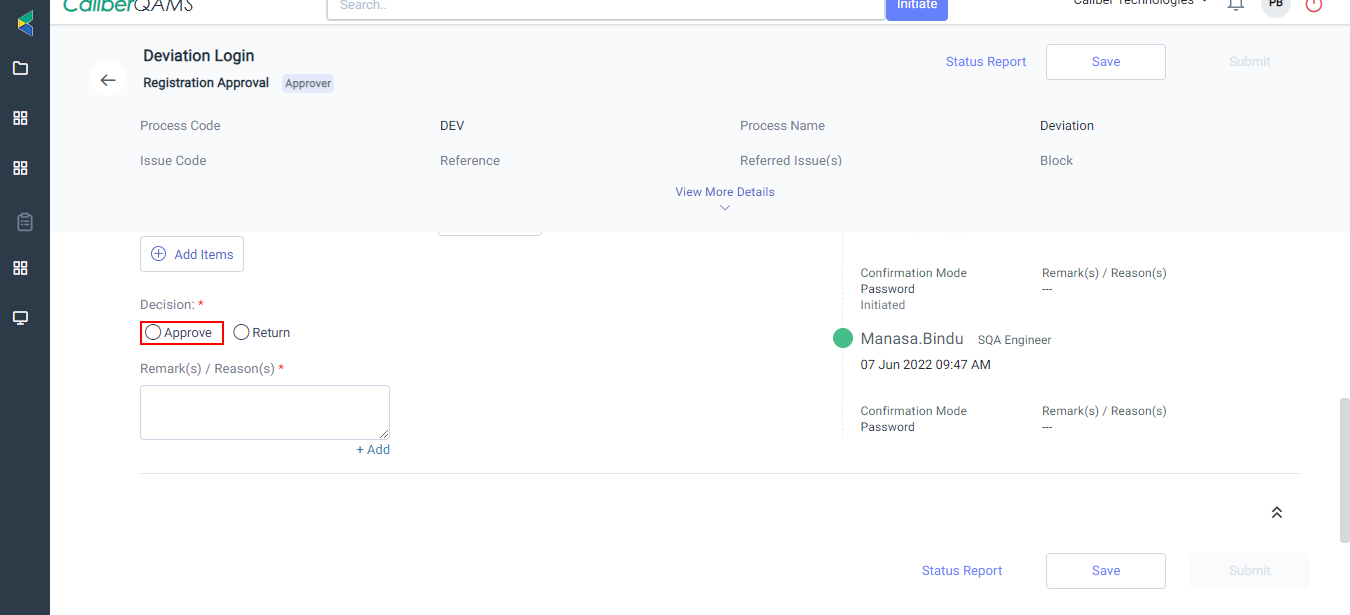 CaliberQAMS
Search..
Initiate
Caliber Technologies
PB
Deviation Login
Registration Approval Approver
Status Report Save Submit
Process Code DEV Process Name Deviation
Issue Code Reference Referred Issue(s) Block
View More Details
Add Items
Decision: *
Approve Return
Remark(s) / Reason(s) *
+ Add
Confirmation Mode Remark(s) / Reason(s)
Password ---
Initiated
Manasa.Bindu SQA Engineer
07 Jun 2022 09:47 AM
Confirmation Mode Remark(s) / Reason(s)
Password ---
Status Report Save Submit